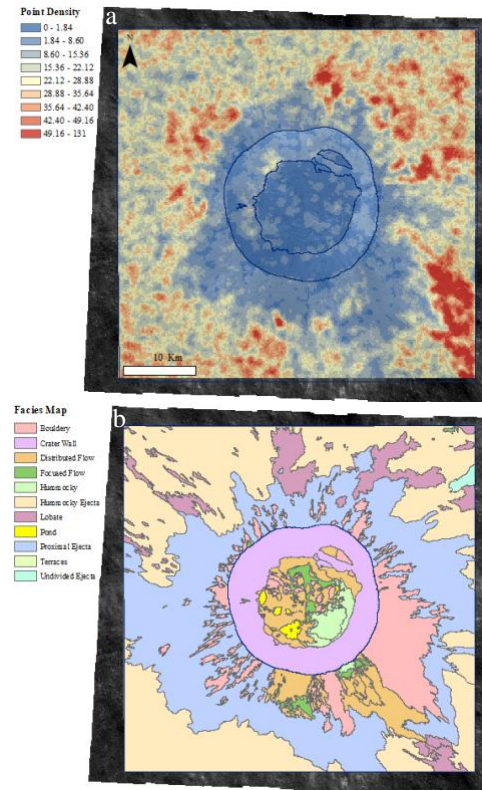 a
Point Density
0 - 1.84
1.84 - 8.60
8.60 - 15.36
15.36 - 22.12
22.12 - 28.88
28.88 - 35.64
35.64 - 42.40
42.40 - 49.16
49.16 - 131
N
10 Km
b
Facies Map
Bouldery
Crater Wall
Distributed Flow
Focused Flow
Hummocky
Hummocky Ejecta
Lobate
Pond
Proximal Ejecta
Terraces
Undivided Ejecta